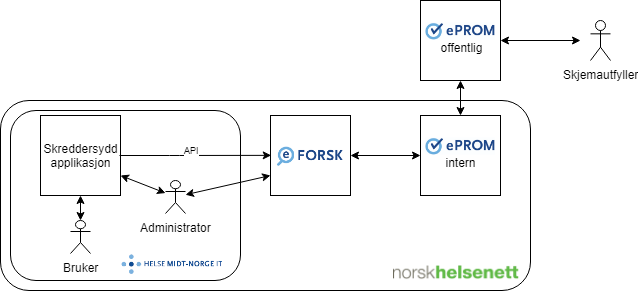 ePROM
offentlig
Skjemautfyller
Skreddersydd
applikasjon
API
e FORSK
ePROM
intern
Administrator
Bruker
HELSE MIDT-NORGE IT
norskhelsenett